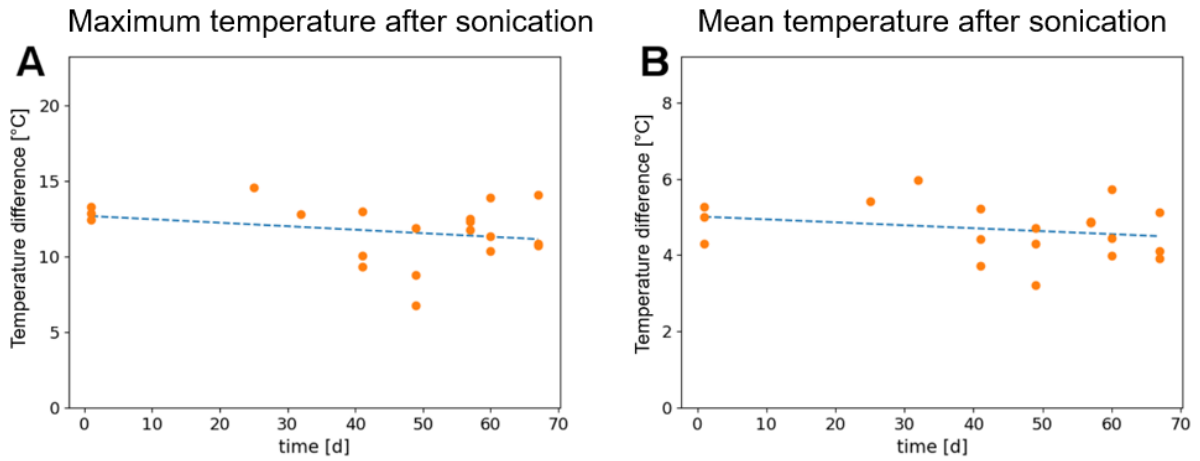 Maximum temperature after sonication
A
Temperature difference [°C]
20
15
10
5
0
0 10 20 30 40 50 60 70
time [d]
Mean temperature after sonication
B
Temperature difference [°C]
8
6
4
2
0
0 10 20 30 40 50 60 70
time [d]